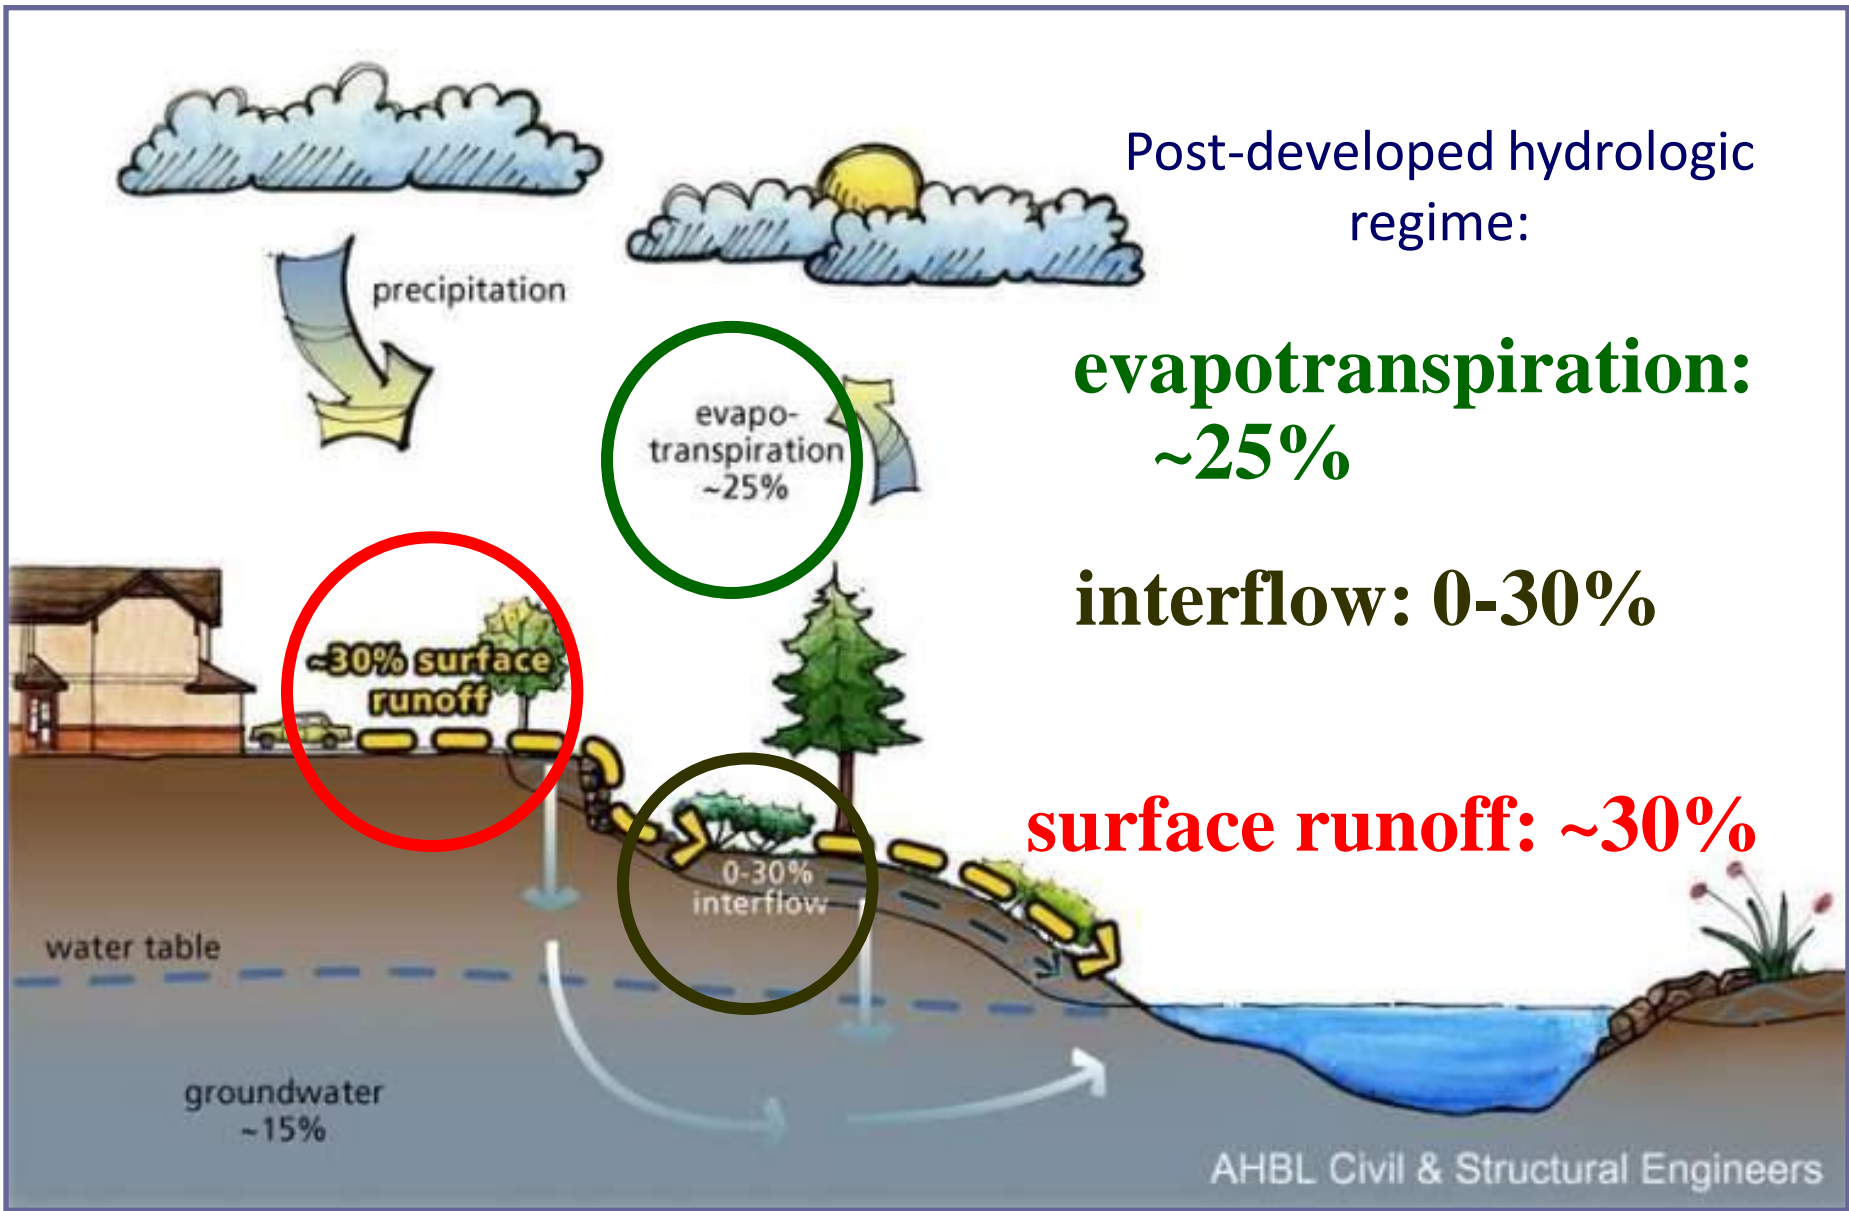 Post-developed hydrologic
regime:
precipitation
evapo-
transpiration
~25%
evapotranspiration:
~25%
interflow: 0-30%
~30% surface
runoff
surface runoff: ~30%
0-30%
interflow
water table
groundwater
~15%
AHBL Civil & Structural Engineers